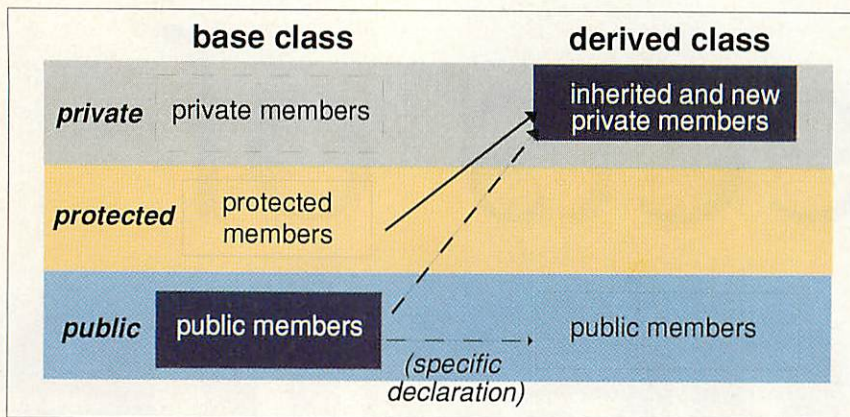 base class
derived class
private
private members
inherited and new
private members
protected
protected
members
public
public members
public members
(specific
declaration)